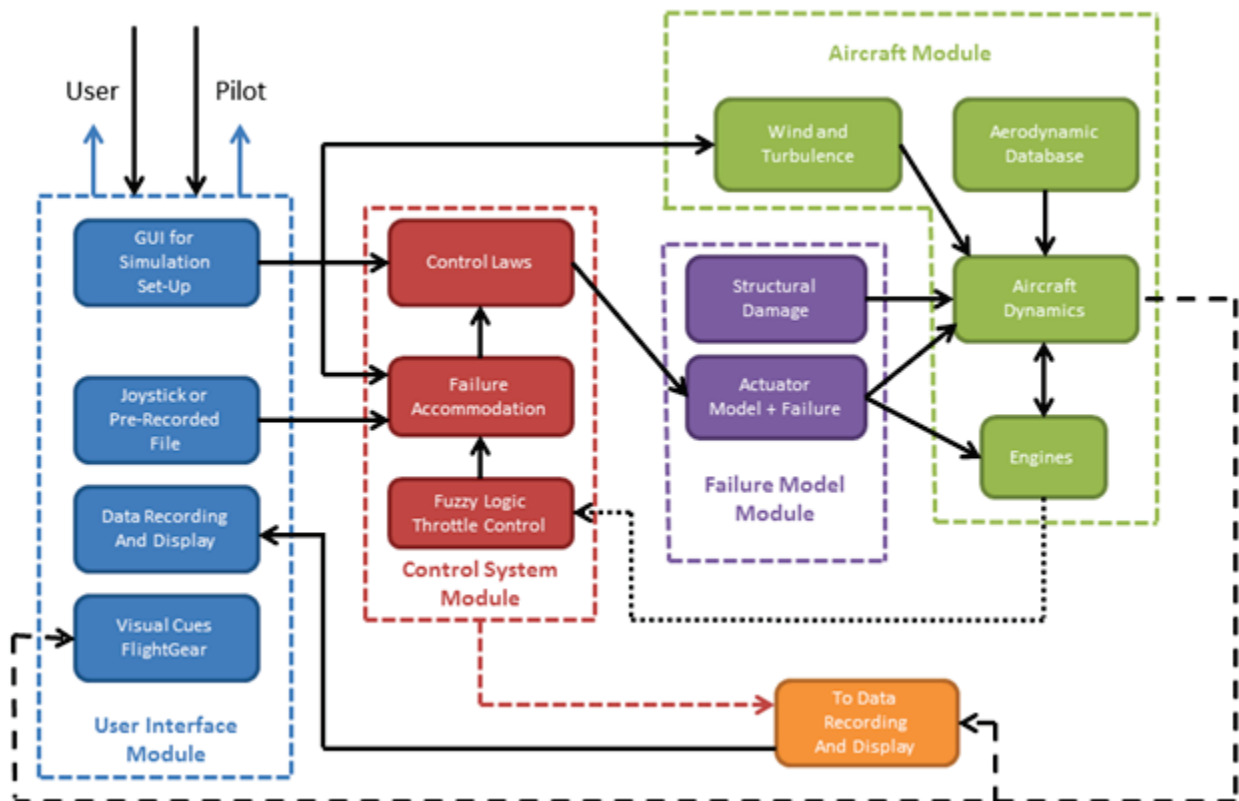 User
Pilot
GUI for
Simulation
Set-Up
Joystick or
Pre-Recorded
File
Data Recording
And Display
Visual Cues
FlightGear
User Interface
Module
Control Laws
Failure
Accommodation
Fuzzy Logic
Throttle Control
Control System
Module
Structural
Damage
Actuator
Model + Failure
Failure Model
Module
Aircraft Module
Wind and
Turbulence
Aerodynamic
Database
Aircraft
Dynamics
Engines
To Data
Recording
And Display